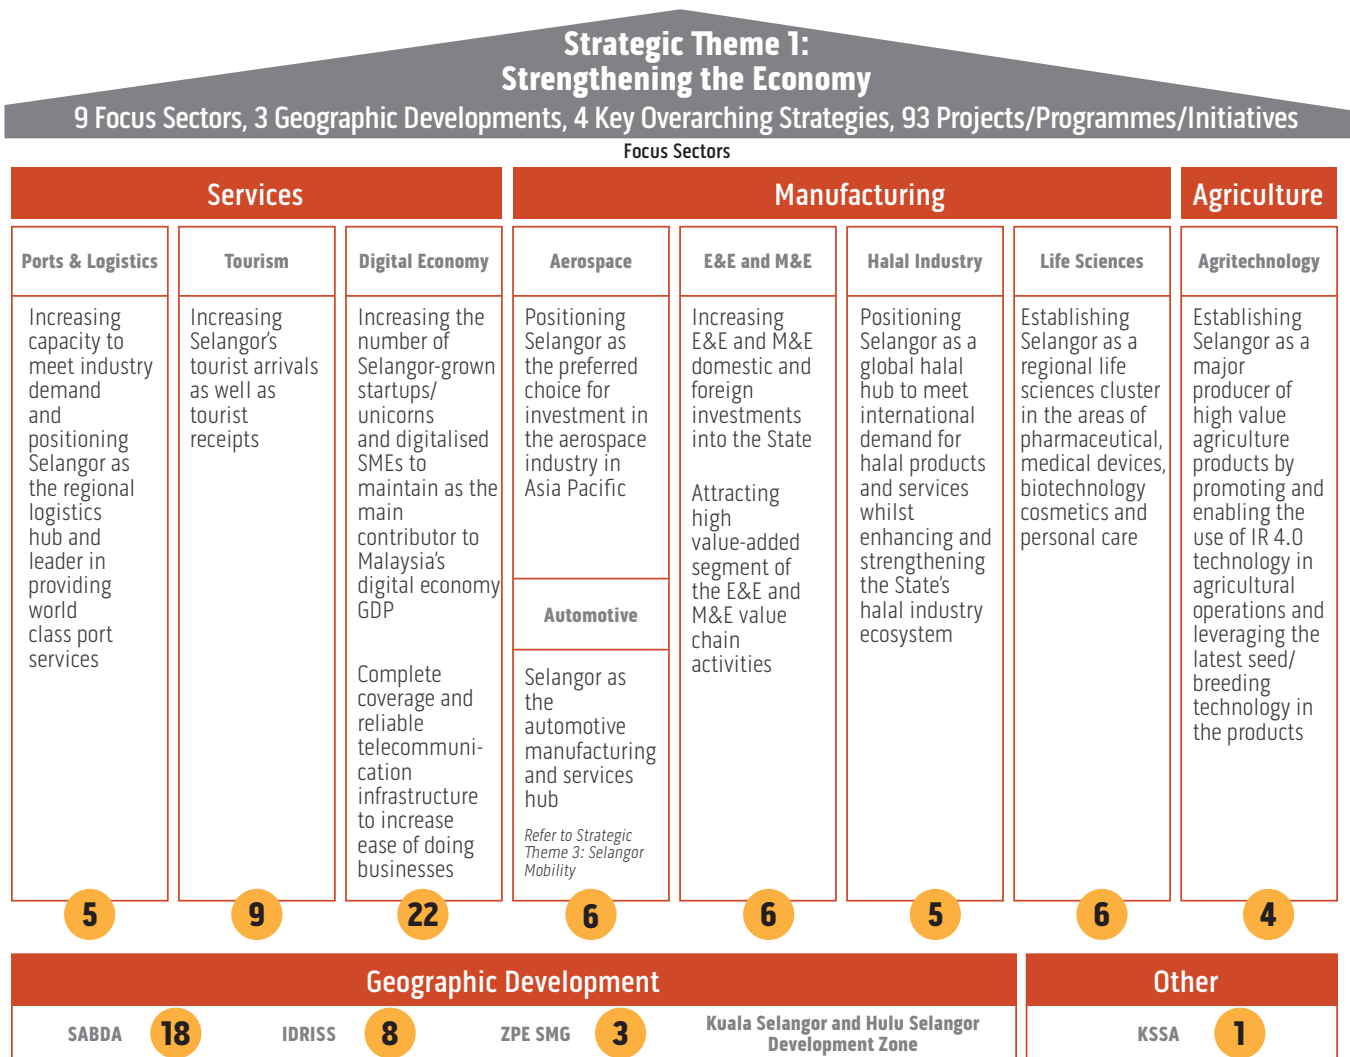 Strategic Theme 1:
Strengthening the Economy
9 Focus Sectors, 3 Geographic Developments, 4 Key Overarching Strategies, 93 Projects/Programmes/Initiatives
Focus Sectors
Services
Manufacturing
Agriculture
Ports & Logistics
Increasing
capacity to
meet industry
demand
and
positioning
Selangor as
the regional
logistics
hub and
leader in
providing
world
class port
services
5
Tourism
Increasing
Selangor's
tourist arrivals
as well as
tourist
receipts
9
Digital Economy
Increasing the
number of
Selangor-grown
startups/
unicorns
and digitalised
SMEs to
maintain as the
main
contributor to
Malaysia's
digital economy
GDP
Complete
coverage and
reliable
telecommuni-
cation
infrastructure
to increase
ease of doing
businesses
22
Aerospace
Positioning
Selangor as
the preferred
choice for
investment in
the aerospace
industry in
Asia Pacific
Automotive
Selangor as
the
automotive
manufacturing
and services
hub
Refer to Strategic
Theme 3: Selangor
Mobility
6
E&E and M&E
Increasing
E&E and M&E
domestic and
foreign
investments
into the State
Attracting
high
value-added
segment of
the E&E and
M&E value
chain
activities
6
Halal Industry
Positioning
Selangor as a
global halal
hub to meet
international
demand for
halal products
and services
whilst
enhancing and
strengthening
the State's
halal industry
ecosystem
5
Life Sciences
Establishing
Selangor as a
regional life
sciences cluster
in the areas of
pharmaceutical,
medical devices,
biotechnology
cosmetics and
personal care
6
Agritechnology
Establishing
Selangor as a
major
producer of
high value
agriculture
products by
promoting and
enabling the
use of IR 4.0
technology in
agricultural
operations and
leveraging the
latest seed/
breeding
technology in
the products
4
Geographic Development
SABDA 18
IDRISS 8
ZPE SMG 3
Kuala Selangor and Hulu Selangor
Development Zone
Other
KSSA 1